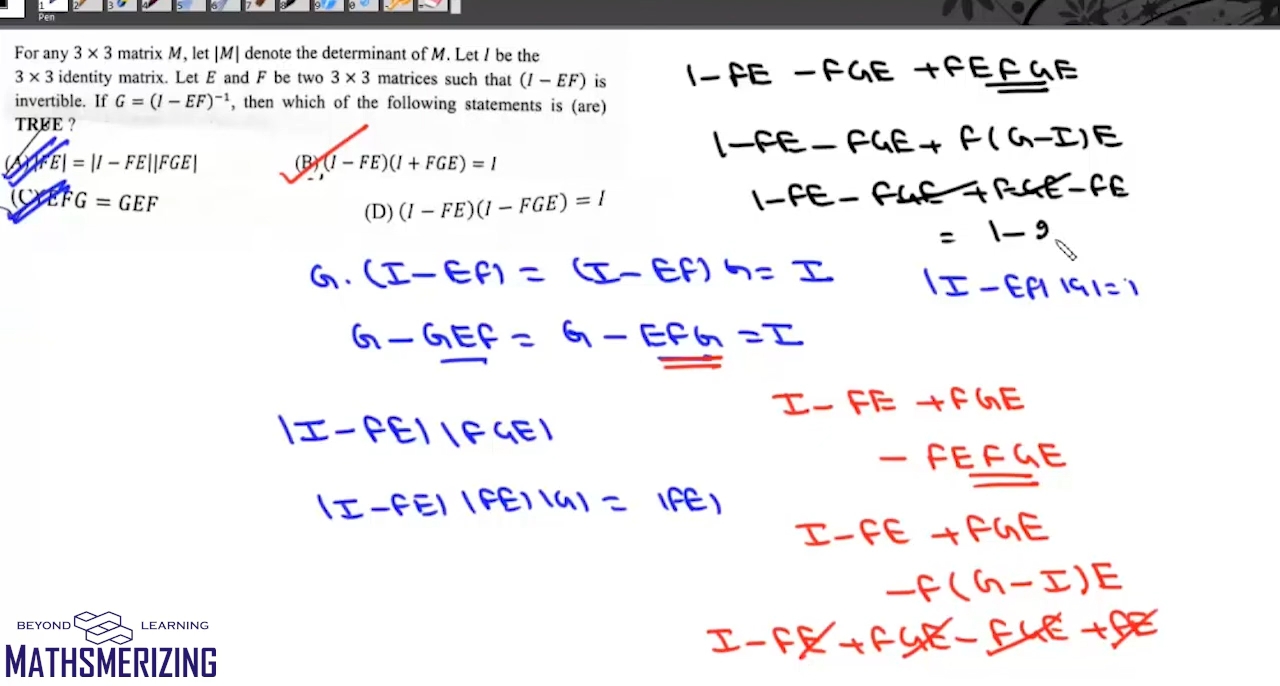 Pen
For any 3 × 3 matrix M, let |M| denote the determinant of M. Let I be the
3 × 3 identity matrix. Let E and F be two 3 × 3 matrices such that (I − EF) is
invertible. If G = (I − EF)⁻¹, then which of the following statements is (are)
TRUE ?
(A) |FE| = |I − FE||FGE|
(B) (I − FE)(I + FGE) = I
(C) EFG = GEF
(D) (I − FE)(I − FGE) = I
I − FE − FGE + FEFGE
I − FE − FGE + F(G−I)E
I − FE − FGE + FGE − FE
= I − 2
G.(I − EF) = (I − EF)G = I
|I − EF| |G| = 1
G − GEF = G − EFG = I
|I − FE| |FGE|
|I − FE| |FE| |G| = |FE|
I − FE + FGE
− FEFGE
I − FE + FGE
− F(G − I)E
I − FE + FGE − FGE + FE
BEYOND LEARNING
MATHSMERIZING